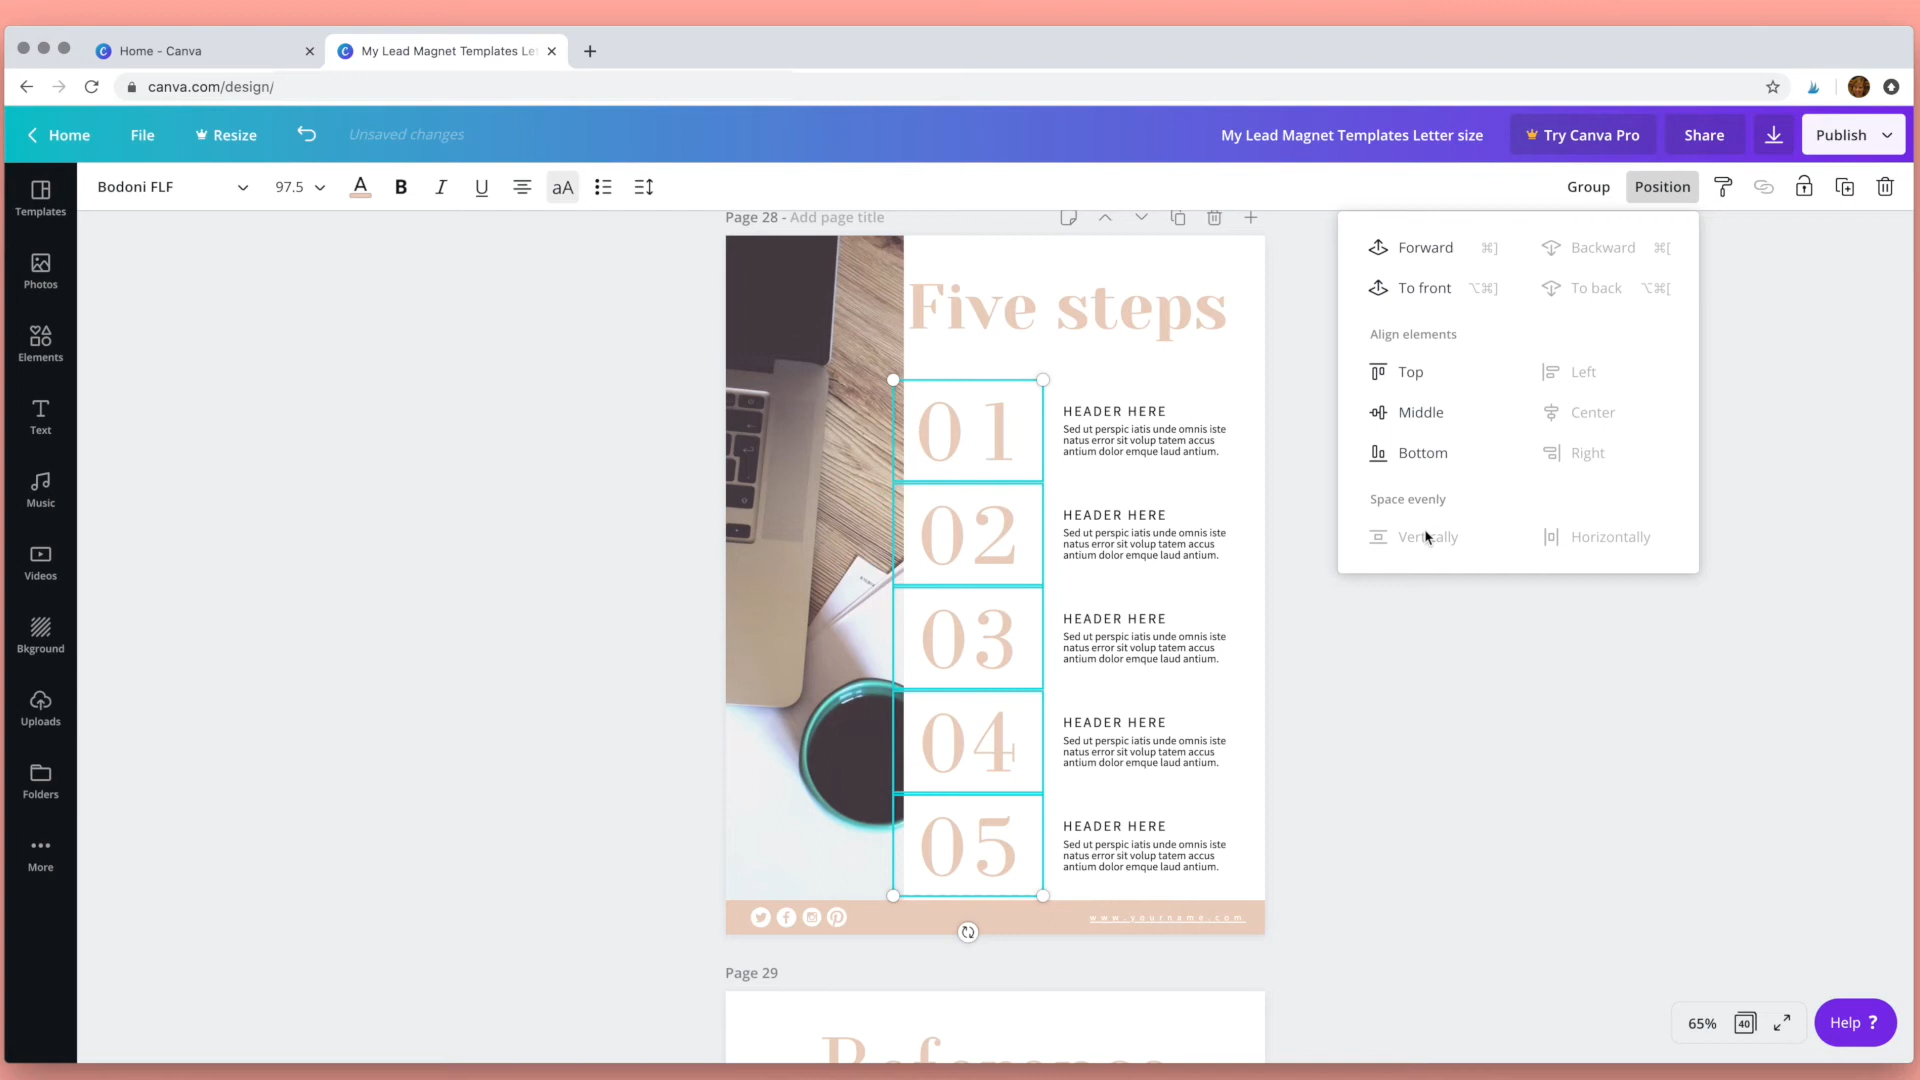 Home - Canva
My Lead Magnet Templates Let
canva.com/design/
Home
File
Resize
Unsaved changes
My Lead Magnet Templates Letter size
Try Canva Pro
Share
Publish
Bodoni FLF
97.5
A
B
I
U
aA
Group
Position
Templates
Photos
Elements
Text
Music
Videos
Bkground
Uploads
Folders
More
Page 28 - Add page title
Five steps
01
HEADER HERE
Sed ut perspic iatis unde omnis iste
natus error sit volup tatem accus
antium dolor emque laud antium.
02
HEADER HERE
Sed ut perspic iatis unde omnis iste
natus error sit volup tatem accus
antium dolor emque laud antium.
03
HEADER HERE
Sed ut perspic iatis unde omnis iste
natus error sit volup tatem accus
antium dolor emque laud antium.
04
HEADER HERE
Sed ut perspic iatis unde omnis iste
natus error sit volup tatem accus
antium dolor emque laud antium.
05
HEADER HERE
Sed ut perspic iatis unde omnis iste
natus error sit volup tatem accus
antium dolor emque laud antium.
www.yourname.com
Page 29
Reference
Forward ⌘]
Backward ⌘[
To front ⌥⌘]
To back ⌥⌘[
Align elements
Top
Left
Middle
Center
Bottom
Right
Space evenly
Vertically
Horizontally
65%
40
Help ?